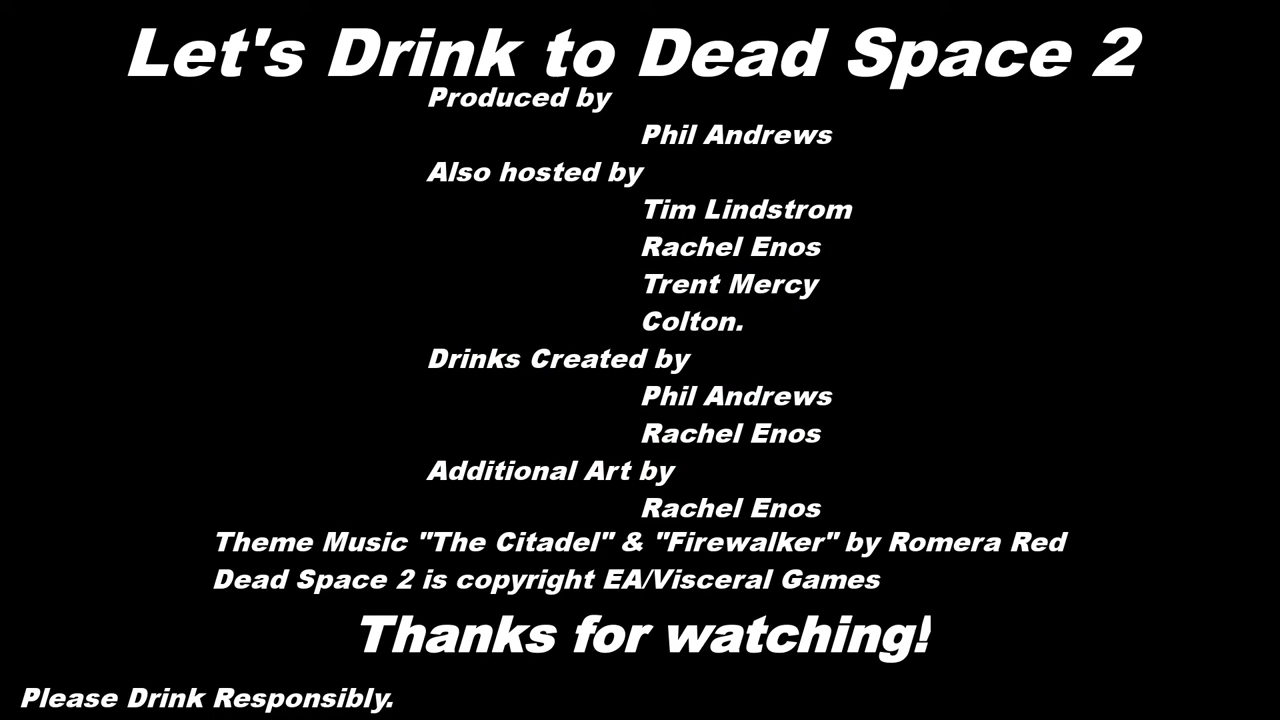 Let's Drink to Dead Space 2
Produced by
Phil Andrews
Also hosted by
Tim Lindstrom
Rachel Enos
Trent Mercy
Colton.
Drinks Created by
Phil Andrews
Rachel Enos
Additional Art by
Rachel Enos
Theme Music "The Citadel" & "Firewalker" by Romera Red
Dead Space 2 is copyright EA/Visceral Games
Thanks for watching!
Please Drink Responsibly.